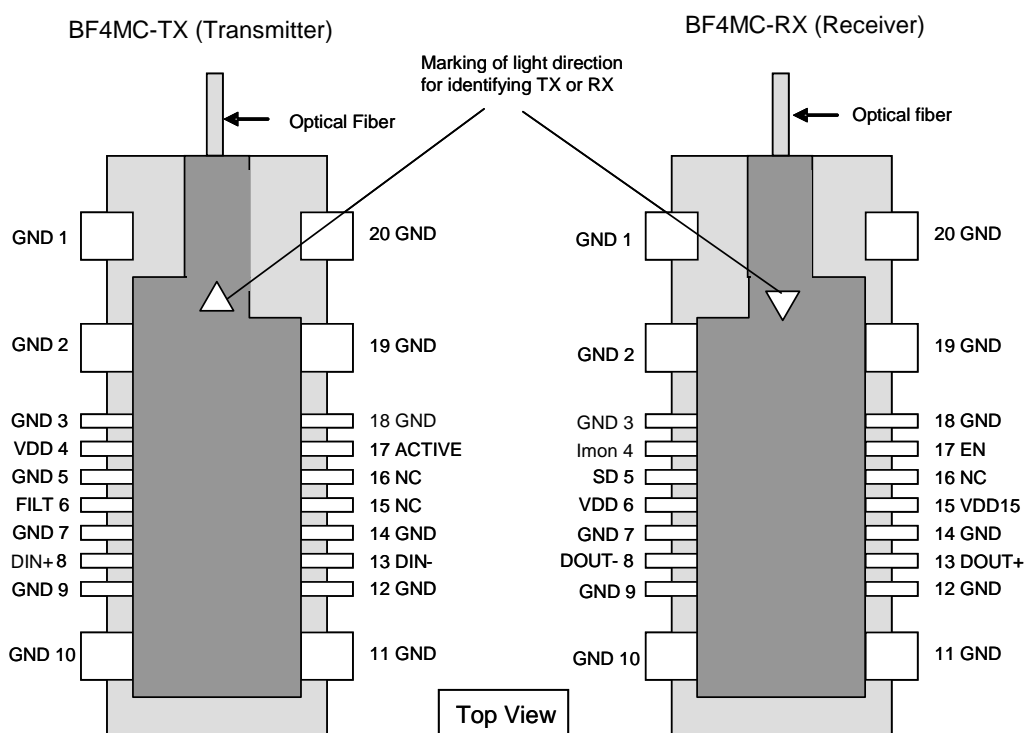 BF4MC-TX (Transmitter)
BF4MC-RX (Receiver)
Marking of light direction
for identifying TX or RX
Optical Fiber
Optical fiber
GND 1
20 GND
GND 2
19 GND
GND 3
18 GND
VDD 4
17 ACTIVE
GND 5
16 NC
FILT 6
15 NC
GND 7
14 GND
DIN+ 8
13 DIN-
GND 9
12 GND
GND 10
11 GND
GND 1
20 GND
GND 2
19 GND
GND 3
18 GND
Imon 4
17 EN
SD 5
16 NC
VDD 6
15 VDD15
GND 7
14 GND
DOUT- 8
13 DOUT+
GND 9
12 GND
GND 10
11 GND
Top View